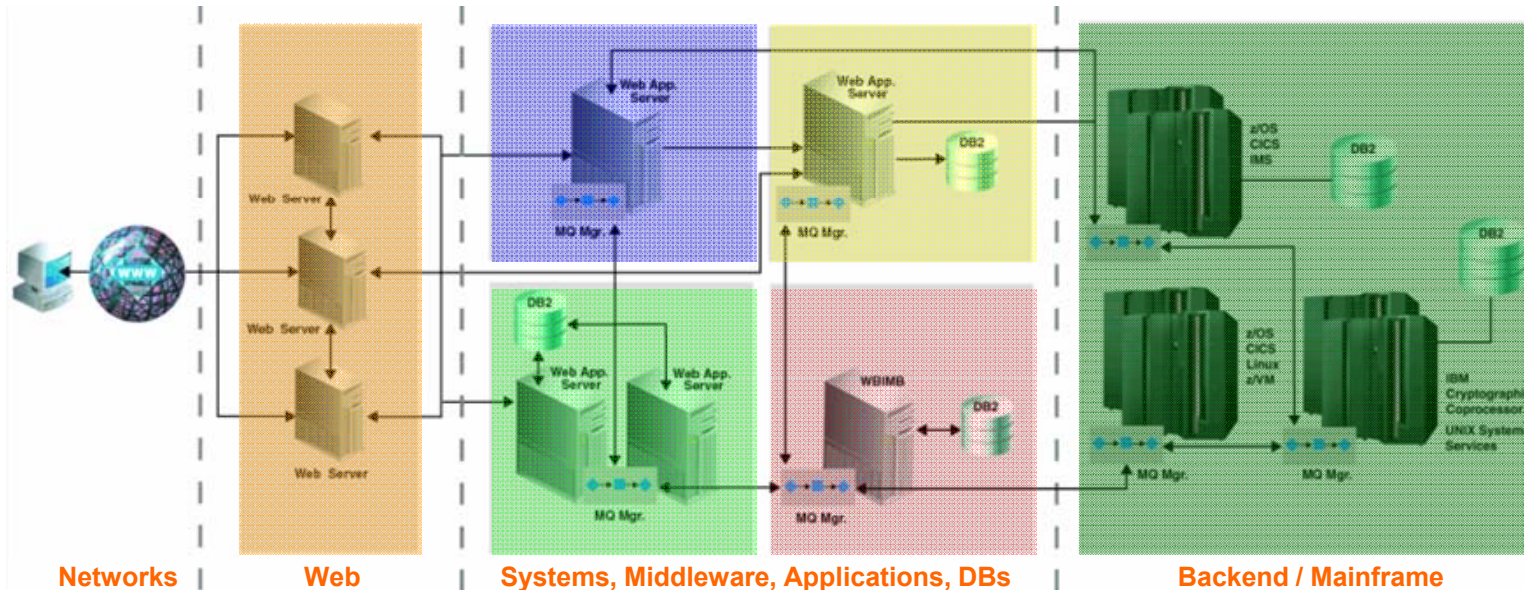 WWW
Web Server
Web Server
Web Server
Web App.
Server
MQ Mgr.
Web App.
Server
DB2
MQ Mgr.
DB2
Web App.
Server
Web App.
Server
MQ Mgr.
WBIMB
DB2
MQ Mgr.
z/OS
CICS
IMS
DB2
DB2
z/OS
CICS
Linux
z/VM
MQ Mgr.
IBM
Cryptographi
Coprocessor
UNIX System
Services
MQ Mgr.
Networks
Web
Systems, Middleware, Applications, DBs
Backend / Mainframe